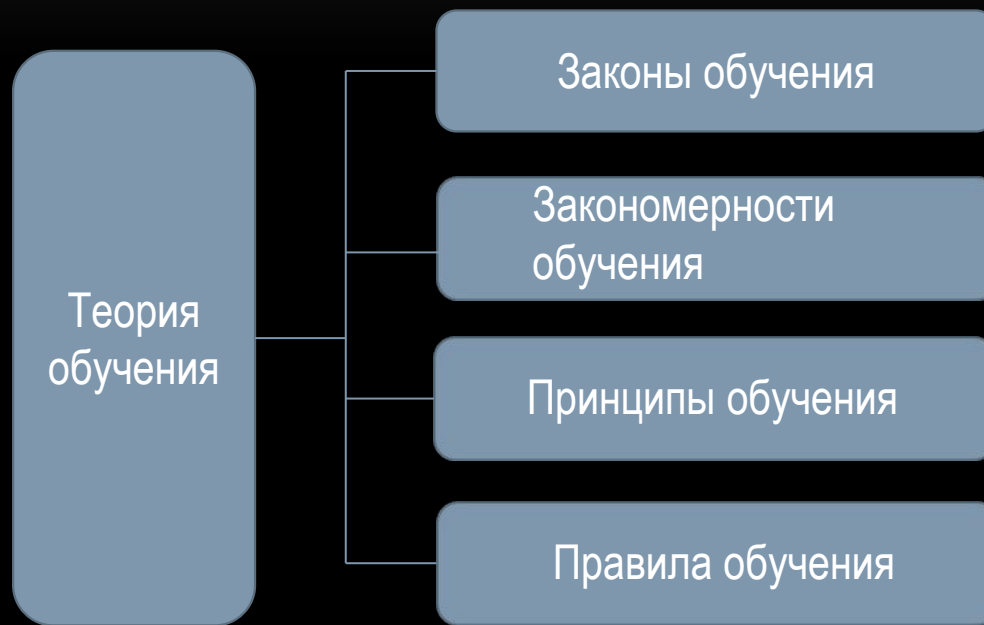 Теория
обучения
Законы обучения
Закономерности
обучения
Принципы обучения
Правила обучения